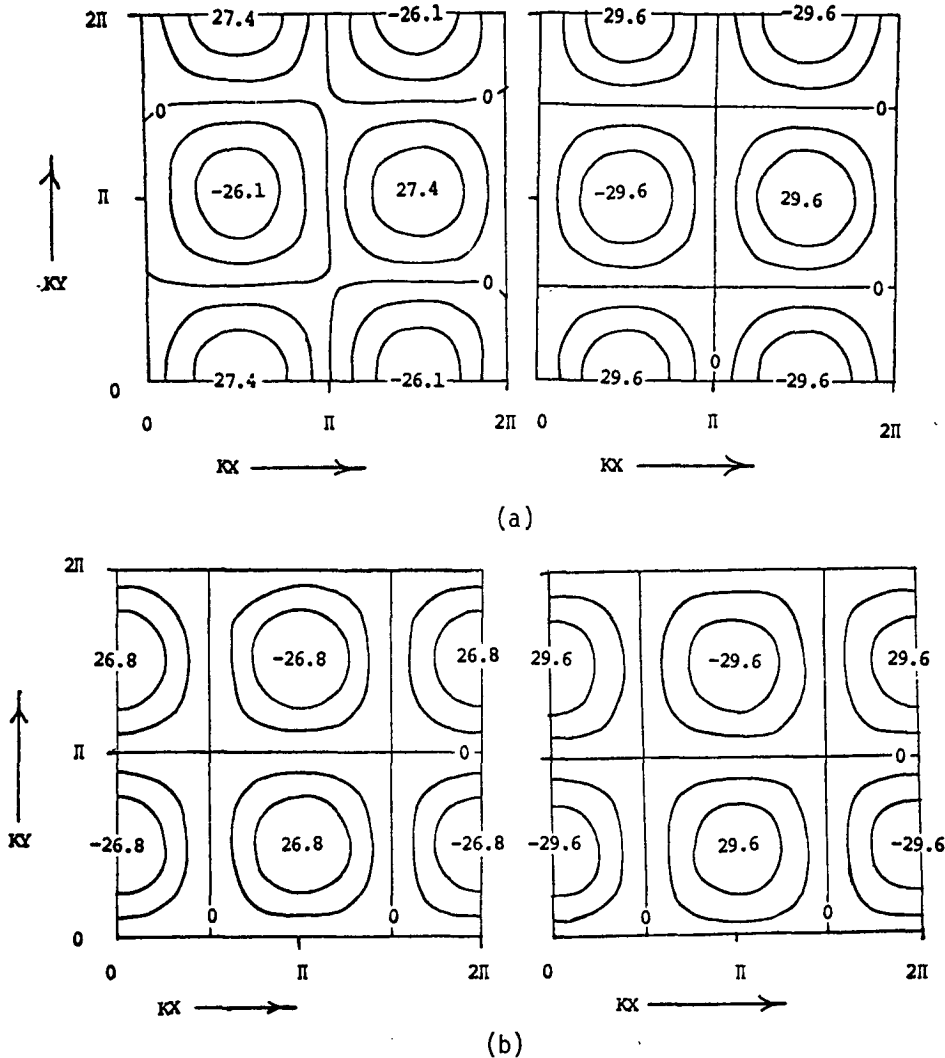 2Π 27.4 -26.1 29.6 -29.6
0 0 0
Π -26.1 27.4 -29.6 29.6
KY
0 0
0 27.4 -26.1 29.6 0 -29.6
0 Π 2Π 0 Π 2Π
KX KX
(a)
2Π
26.8 -26.8 26.8 29.6 -29.6 29.6
Π 0 0
KY -26.8 26.8 -26.8 -29.6 29.6 -29.6
0 0 0 0 0
0 Π 2Π 0 Π 2Π
KX KX
(b)